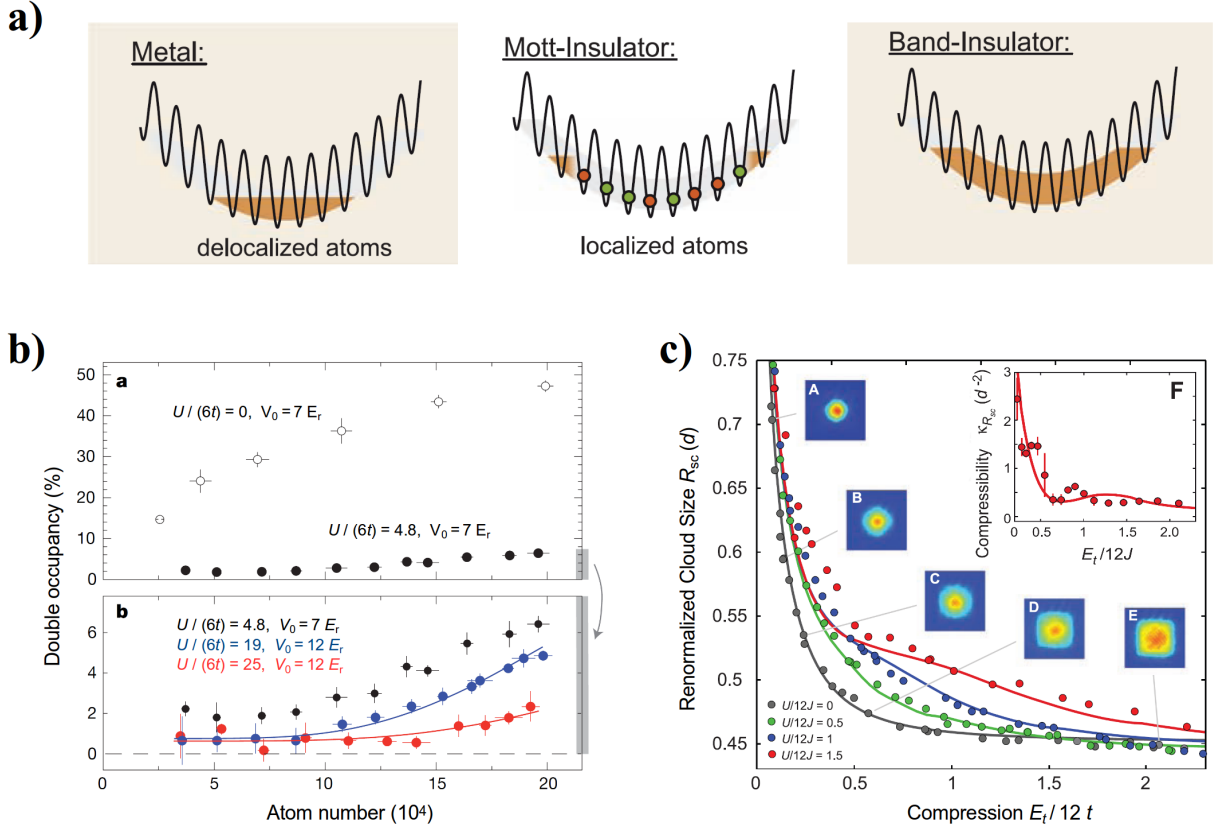 a)
Metal:
Mott-Insulator:
Band-Insulator:
delocalized atoms
localized atoms
b)
a
50
40
30
20
10
0
U / (6t) = 0, V₀ = 7 Eᵣ
U / (6t) = 4.8, V₀ = 7 Eᵣ
Double occupancy (%)
b
U / (6t) = 4.8, V₀ = 7 Eᵣ
U / (6t) = 19, V₀ = 12 Eᵣ
U / (6t) = 25, V₀ = 12 Eᵣ
6
4
2
0
0 5 10 15 20
Atom number (10⁴)
c)
0.75
0.7
0.65
0.6
0.55
0.5
0.45
Renormalized Cloud Size R_sc (d)
A
B
C
D
E
F
3
2
1
0
Compressibility κ_Rsc (d⁻²)
0 0.5 1 1.5 2
E_t/12J
U/12J = 0
U/12J = 0.5
U/12J = 1
U/12J = 1.5
0 0.5 1 1.5 2
Compression E_t / 12 t